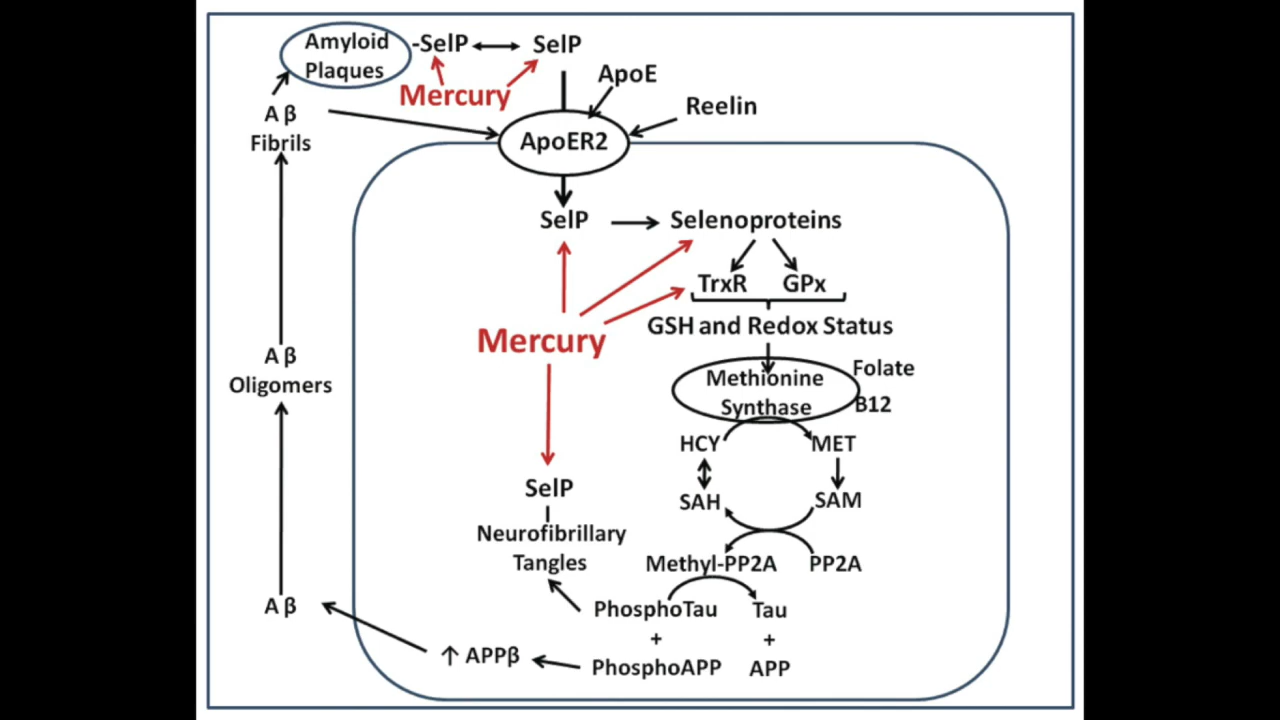 Amyloid
Plaques
-SelP
SelP
Mercury
ApoE
Reelin
A β
Fibrils
ApoER2
SelP
Selenoproteins
TrxR
GPx
GSH and Redox Status
Mercury
Methionine
Synthase
Folate
B12
A β
Oligomers
HCY
MET
SAH
SAM
SelP
Neurofibrillary
Tangles
Methyl-PP2A
PP2A
A β
PhosphoTau
Tau
+
+
↑ APPβ
PhosphoAPP
APP